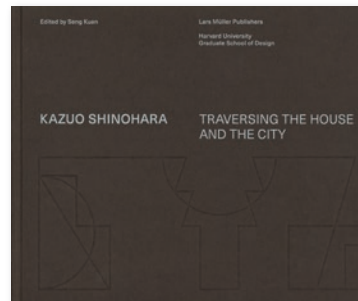 Edited by Seng Kuan
Lars Müller Publishers
Harvard University
Graduate School of Design
KAZUO SHINOHARA
TRAVERSING THE HOUSE
AND THE CITY